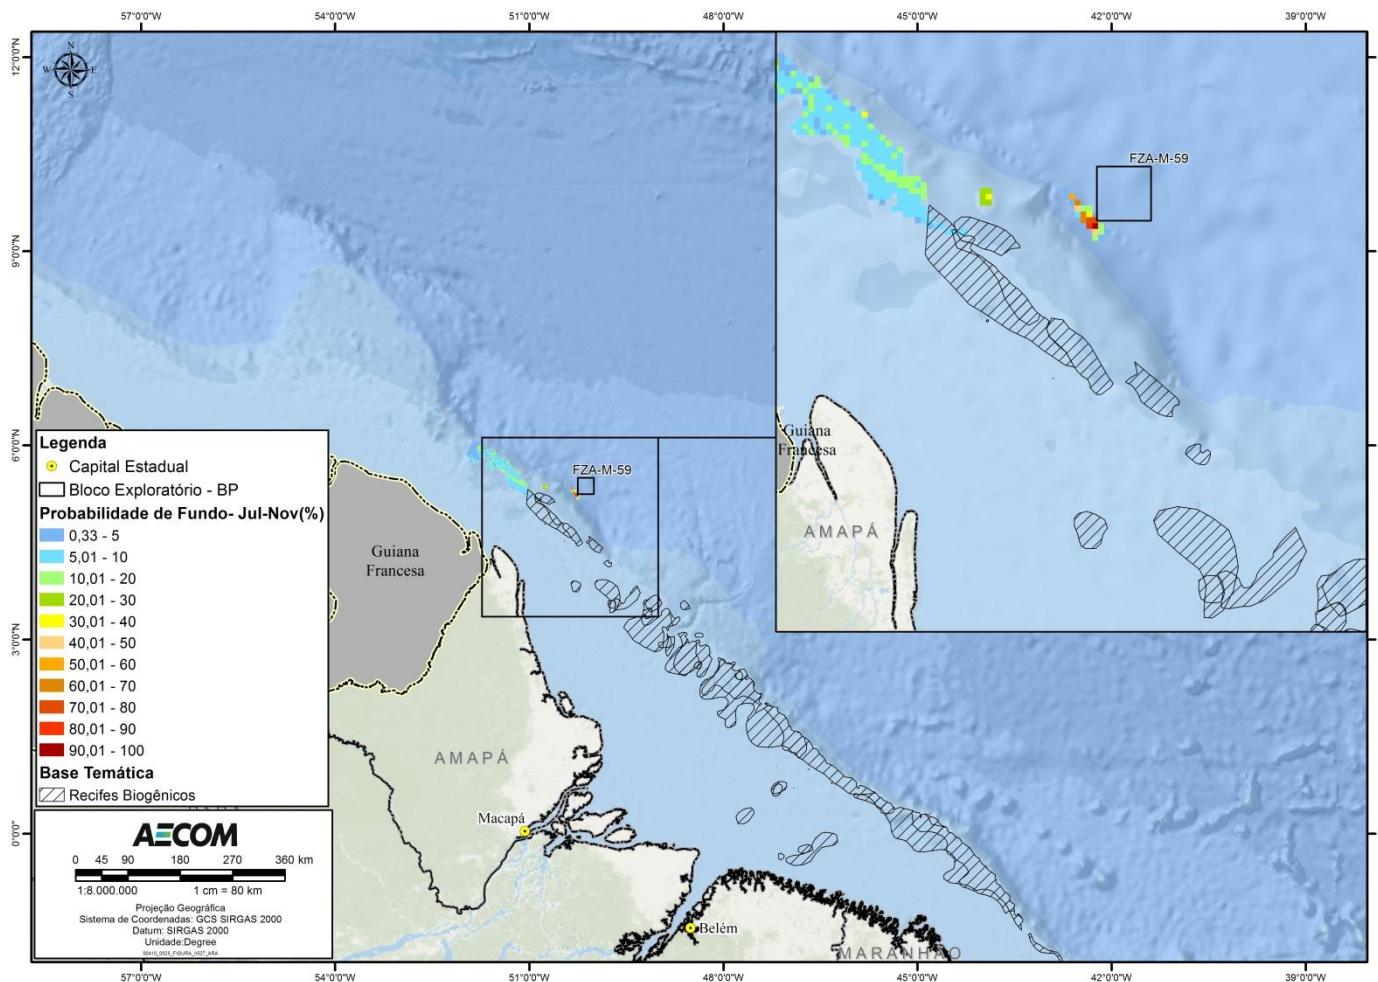 57°0'0"W 54°0'0"W 51°0'0"W 48°0'0"W 45°0'0"W 42°0'0"W 39°0'0"W
12°0'0"N
9°0'0"N
6°0'0"N
3°0'0"N
0°0'0"
N
W E
S
FZA-M-59
Guiana
Francesa
AMAPÁ
FZA-M-59
Guiana
Francesa
AMAPÁ
Macapá
Belém
MARANHÃO
Legenda
Capital Estadual
Bloco Exploratório - BP
Probabilidade de Fundo- Jul-Nov(%)
0,33 - 5
5,01 - 10
10,01 - 20
20,01 - 30
30,01 - 40
40,01 - 50
50,01 - 60
60,01 - 70
70,01 - 80
80,01 - 90
90,01 - 100
Base Temática
Recifes Biogênicos
AECOM
0 45 90 180 270 360 km
1:8.000.000 1 cm = 80 km
Projeção Geográfica
Sistema de Coordenadas: GCS SIRGAS 2000
Datum: SIRGAS 2000
Unidade:Degree
57°0'0"W 54°0'0"W 51°0'0"W 48°0'0"W 45°0'0"W 42°0'0"W 39°0'0"W